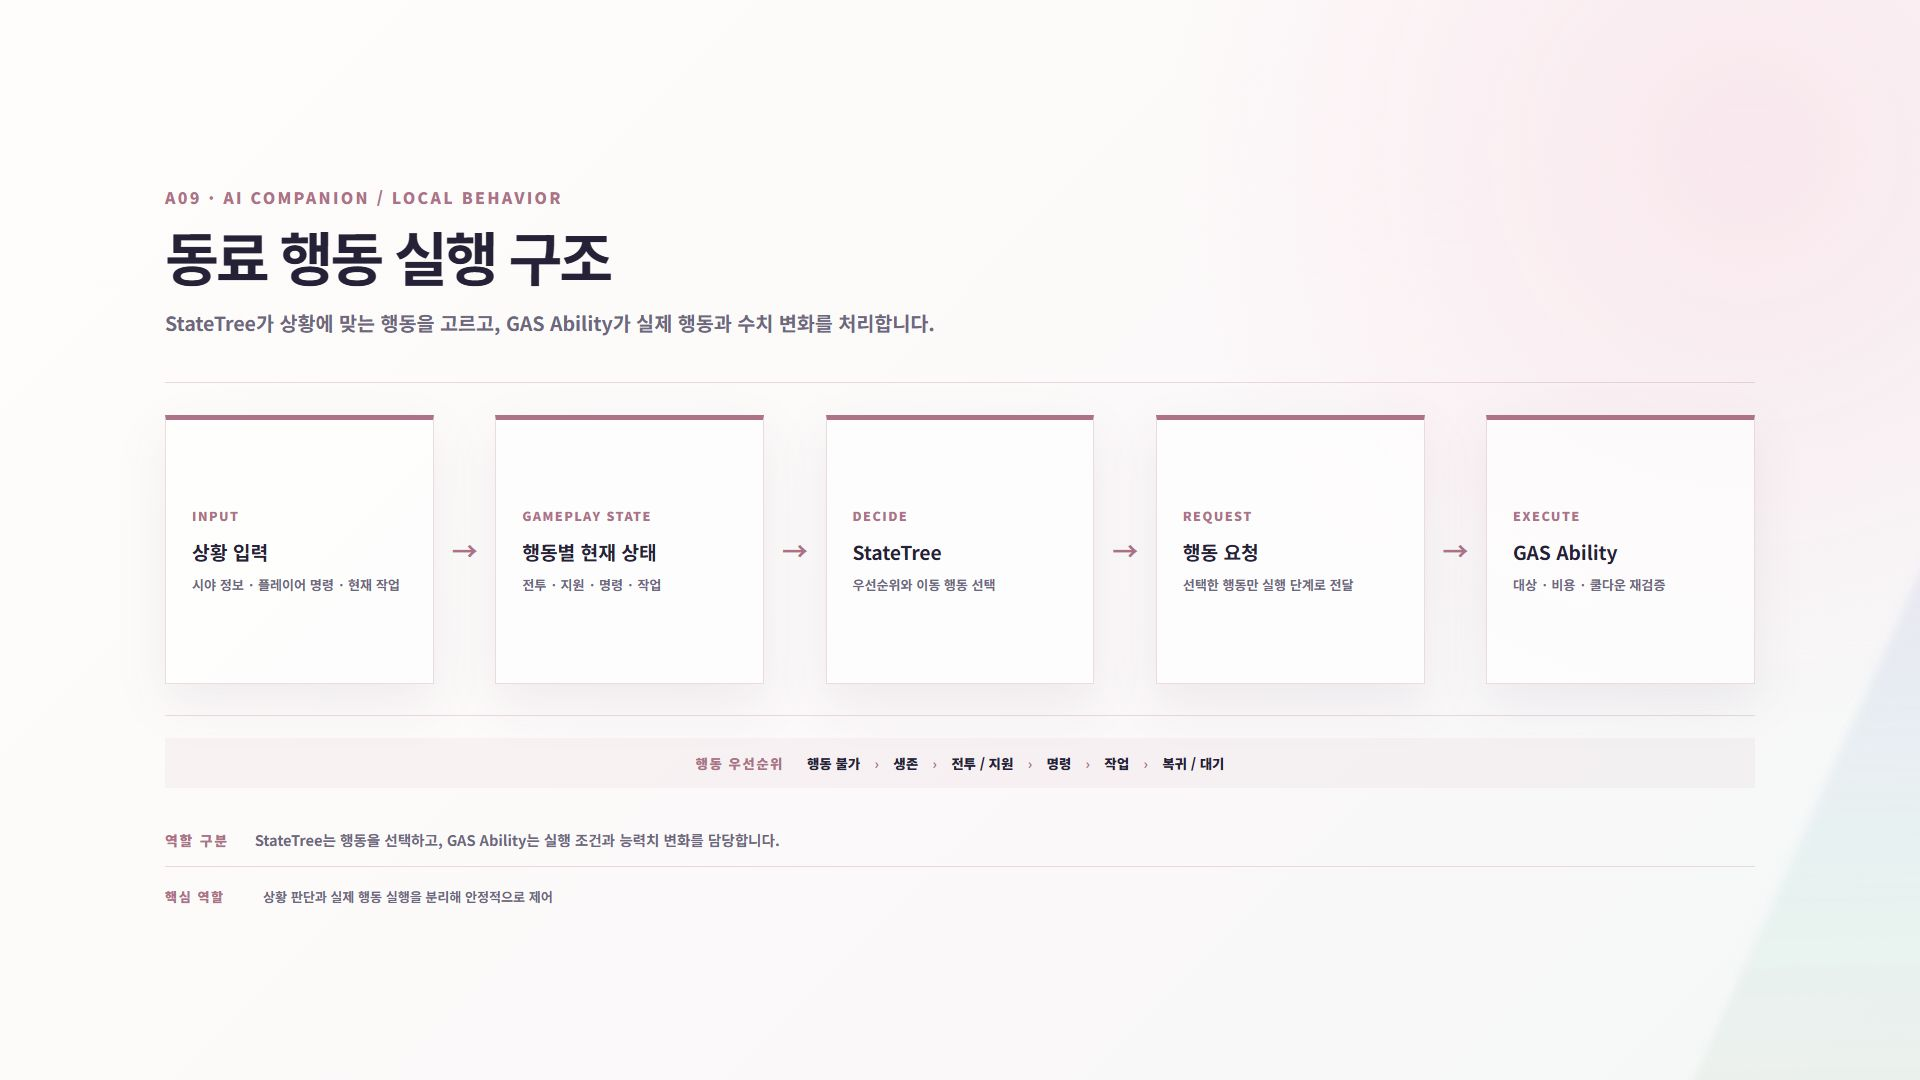 A09 · AI COMPANION / LOCAL BEHAVIOR
동료 행동 실행 구조
StateTree가 상황에 맞는 행동을 고르고, GAS Ability가 실제 행동과 수치 변화를 처리합니다.
INPUT
상황 입력
시야 정보 · 플레이어 명령 · 현재 작업
→
GAMEPLAY STATE
행동별 현재 상태
전투 · 지원 · 명령 · 작업
→
DECIDE
StateTree
우선순위와 이동 행동 선택
→
REQUEST
행동 요청
선택한 행동만 실행 단계로 전달
→
EXECUTE
GAS Ability
대상 · 비용 · 쿨다운 재검증
행동 우선순위 행동 불가 › 생존 › 전투 / 지원 › 명령 › 작업 › 복귀 / 대기
역할 구분 StateTree는 행동을 선택하고, GAS Ability는 실행 조건과 능력치 변화를 담당합니다.
핵심 역할 상황 판단과 실제 행동 실행을 분리해 안정적으로 제어